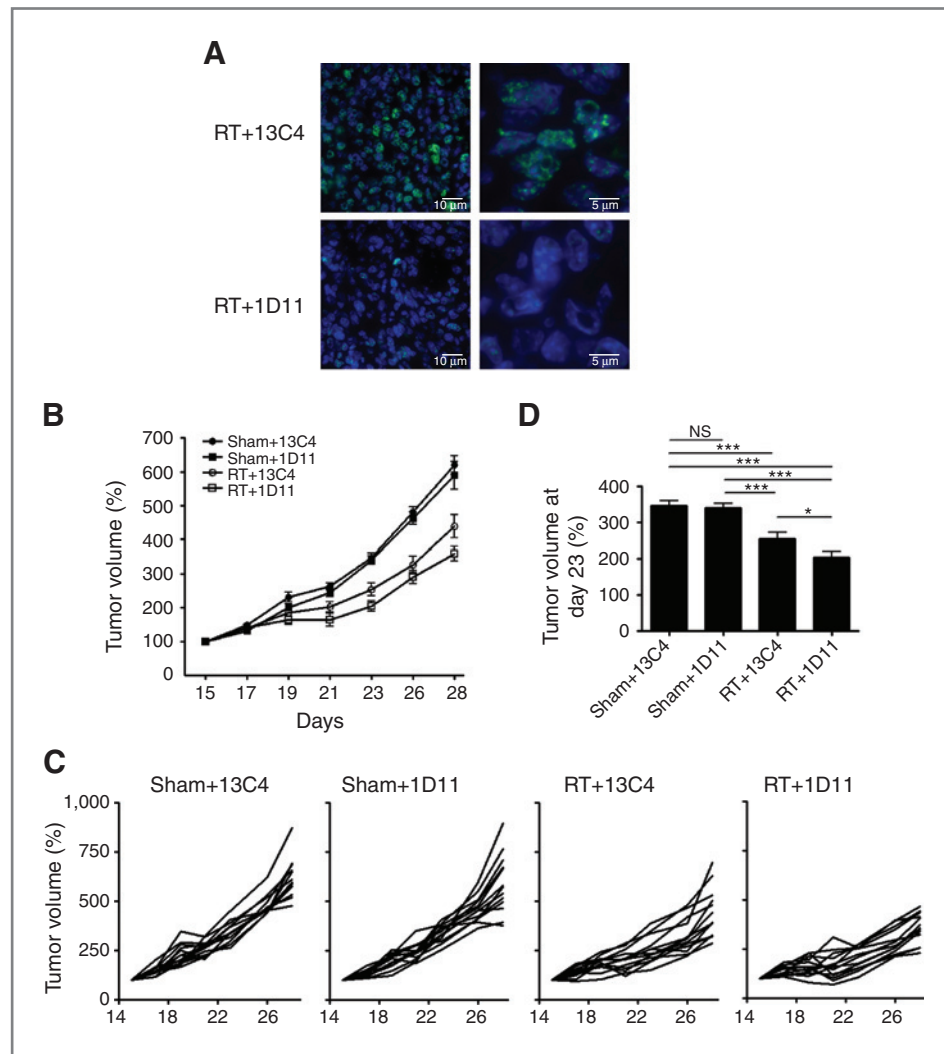 A
RT+13C4
10 μm
5 μm
RT+1D11
10 μm
5 μm
B
Tumor volume (%)
700
600
500
400
300
200
100
0
Sham+13C4
Sham+1D11
RT+13C4
RT+1D11
15 17 19 21 23 26 28
Days
D
NS
***
***
***
***
*
Tumor volume at
day 23 (%)
400
300
200
100
0
Sham+13C4
Sham+1D11
RT+13C4
RT+1D11
C
Sham+13C4 Sham+1D11 RT+13C4 RT+1D11
Tumor volume (%)
1,000
750
500
250
0
14 18 22 26 14 18 22 26 14 18 22 26 14 18 22 26